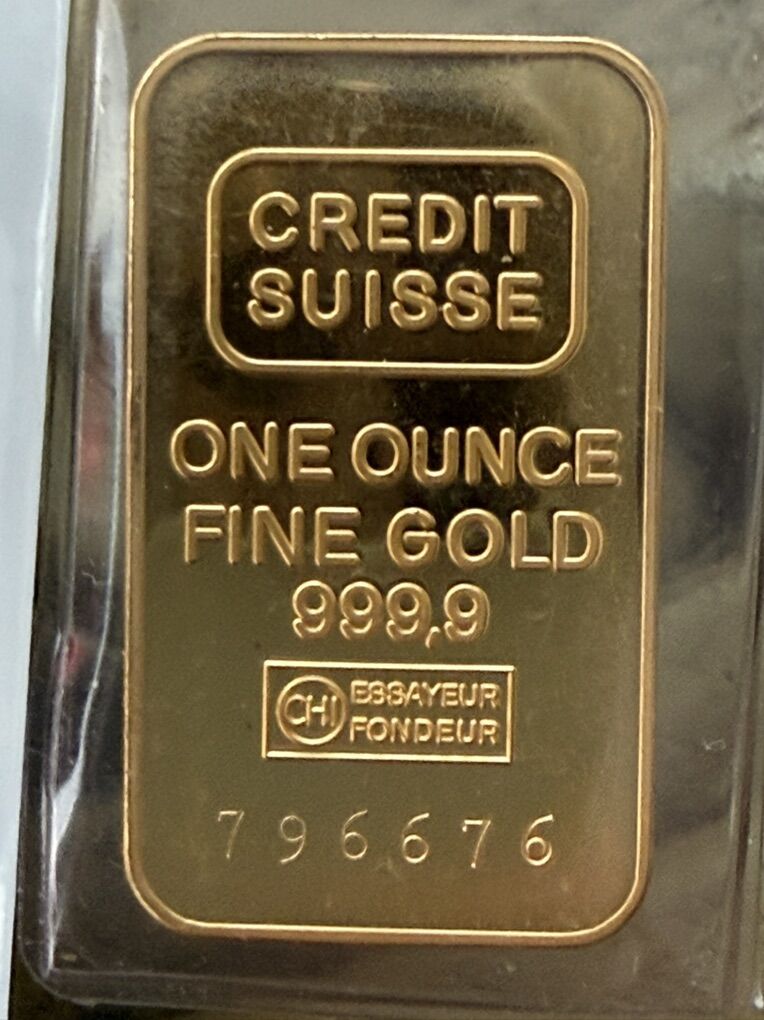 CREDIT
SUISSE
ONE OUNCE
FINE GOLD
999,9
CHI ESSAYEUR
FONDEUR
796676